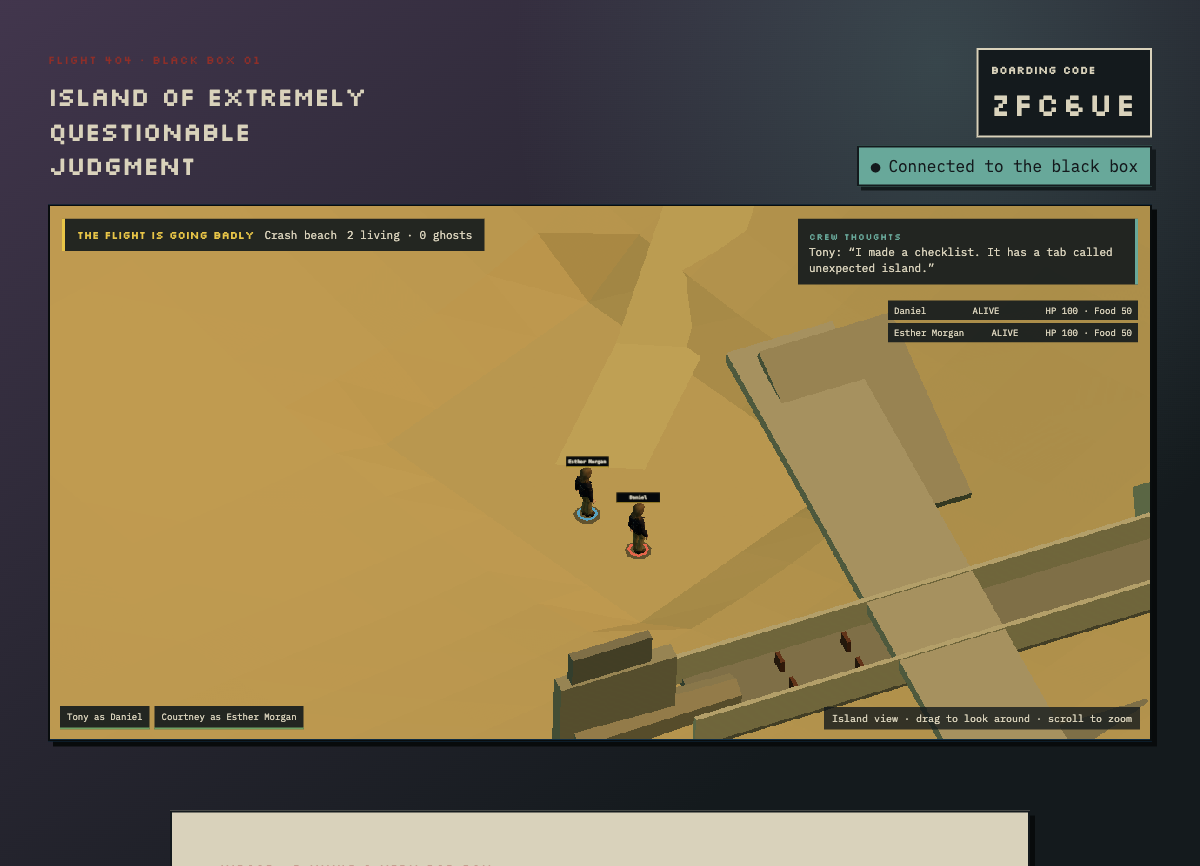 FLIGHT 404 · BLACK BOX 01
ISLAND OF EXTREMELY
QUESTIONABLE
JUDGMENT
BOARDING CODE
ZFC6UE
● Connected to the black box
THE FLIGHT IS GOING BADLY Crash beach 2 living · 0 ghosts
CREW THOUGHTS
Tony: “I made a checklist. It has a tab called
unexpected island.”
Daniel ALIVE HP 100 · Food 50
Esther Morgan ALIVE HP 100 · Food 50
Esther Morgan
Daniel
Tony as Daniel
Courtney as Esther Morgan
Island view · drag to look around · scroll to zoom